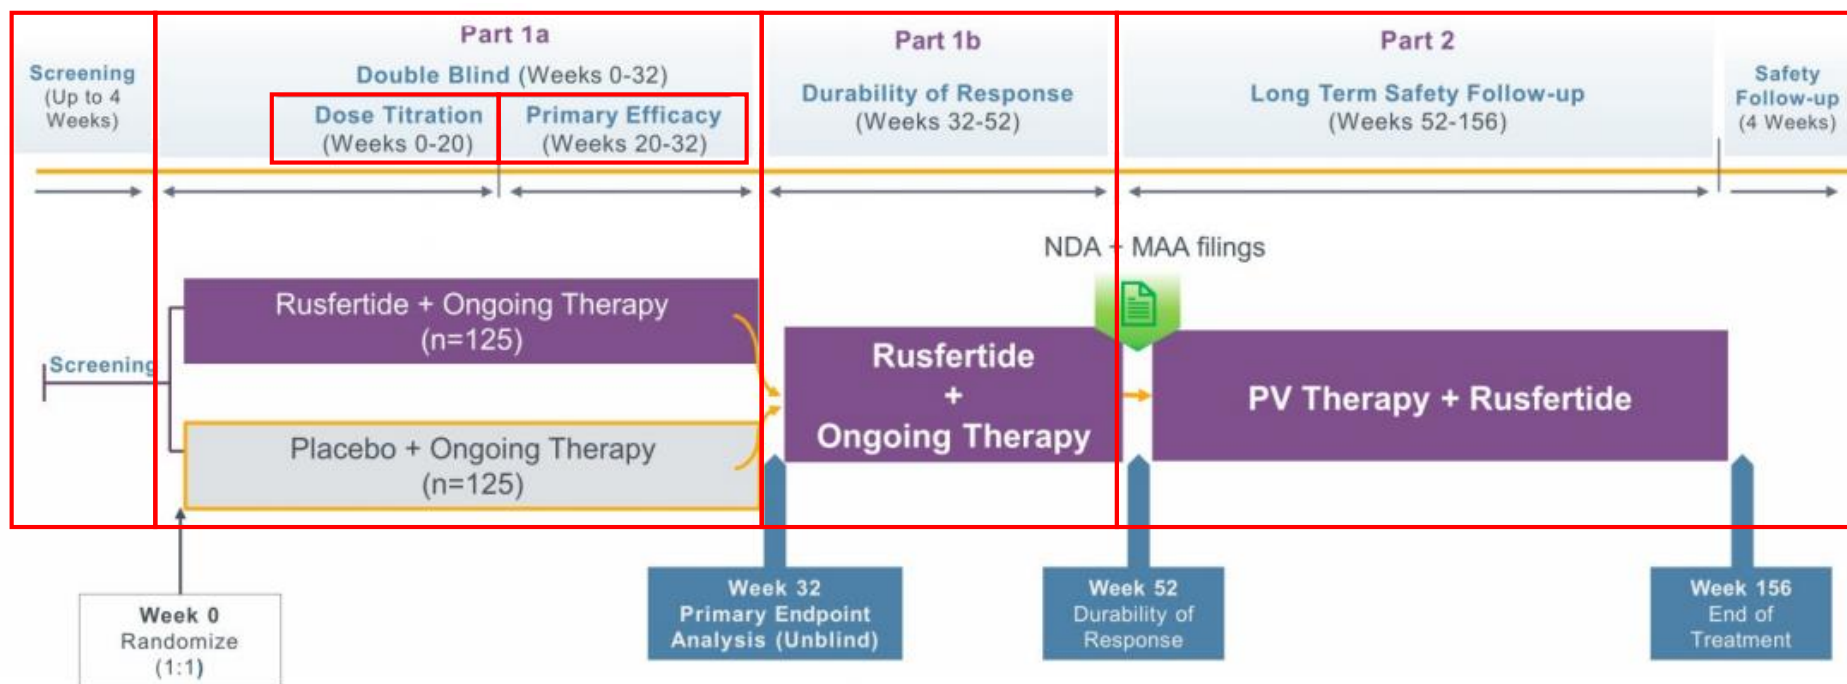 Screening
(Up to 4
Weeks)
Part 1a
Double Blind (Weeks 0-32)
Dose Titration
(Weeks 0-20)
Primary Efficacy
(Weeks 20-32)
Part 1b
Durability of Response
(Weeks 32-52)
Part 2
Long Term Safety Follow-up
(Weeks 52-156)
Safety
Follow-up
(4 Weeks)
NDA + MAA filings
Screening
Rusfertide + Ongoing Therapy
(n=125)
Placebo + Ongoing Therapy
(n=125)
Rusfertide
+
Ongoing Therapy
PV Therapy + Rusfertide
Week 0
Randomize
(1:1)
Week 32
Primary Endpoint
Analysis (Unblind)
Week 52
Durability of
Response
Week 156
End of
Treatment